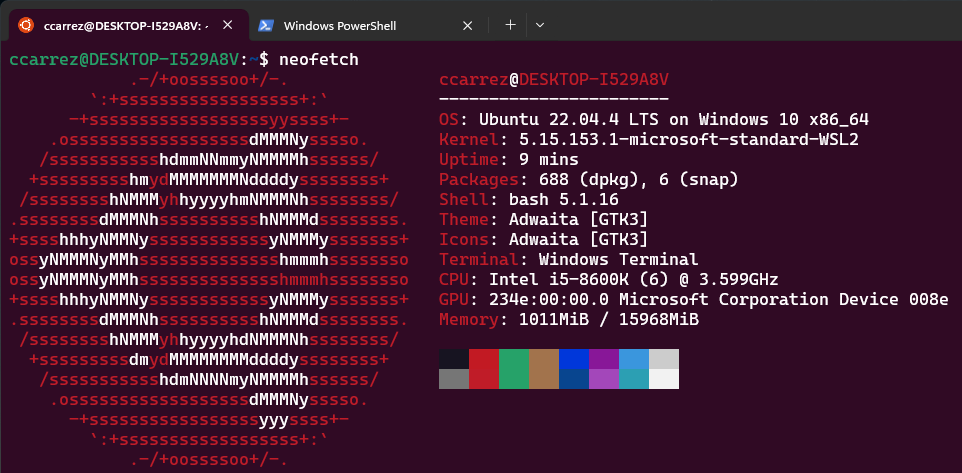 ccarrez@DESKTOP-I529A8V: ~
Windows PowerShell
ccarrez@DESKTOP-I529A8V:~$ neofetch
            .-/+oossssoo+/-.
        `:+ssssssssssssssssss+:`
      -+ssssssssssssssssssyyssss+-
    .ossssssssssssssssssdMMMNysssso.
   /ssssssssssshdmmNNmmyNMMMMhssssss/
  +ssssssssshmydMMMMMMMNddddyssssssss+
 /sssssssshNMMMyhhyyyyhmNMMMNhssssssss/
.ssssssssdMMMNhsssssssssshNMMMdssssssss.
+sssshhhyNMMNyssssssssssssyNMMMysssssss+
ossyNMMMNyMMhsssssssssssssshmmmhssssssso
ossyNMMMNyMMhsssssssssssssshmmmhssssssso
+sssshhhyNMMNyssssssssssssyNMMMysssssss+
.ssssssssdMMMNhsssssssssshNMMMdssssssss.
 /sssssssshNMMMyhhyyyyhdNMMMNhssssssss/
  +sssssssssdmydMMMMMMMMddddyssssssss+
   /ssssssssssshdmNNNNmyNMMMMhssssss/
    .ossssssssssssssssssdMMMNysssso.
      -+sssssssssssssssssyyyssss+-
        `:+ssssssssssssssssss+:`
            .-/+oossssoo+/-.
ccarrez@DESKTOP-I529A8V
-----------------------
OS: Ubuntu 22.04.4 LTS on Windows 10 x86_64
Kernel: 5.15.153.1-microsoft-standard-WSL2
Uptime: 9 mins
Packages: 688 (dpkg), 6 (snap)
Shell: bash 5.1.16
Theme: Adwaita [GTK3]
Icons: Adwaita [GTK3]
Terminal: Windows Terminal
CPU: Intel i5-8600K (6) @ 3.599GHz
GPU: 234e:00:00.0 Microsoft Corporation Device 008e
Memory: 1011MiB / 15968MiB